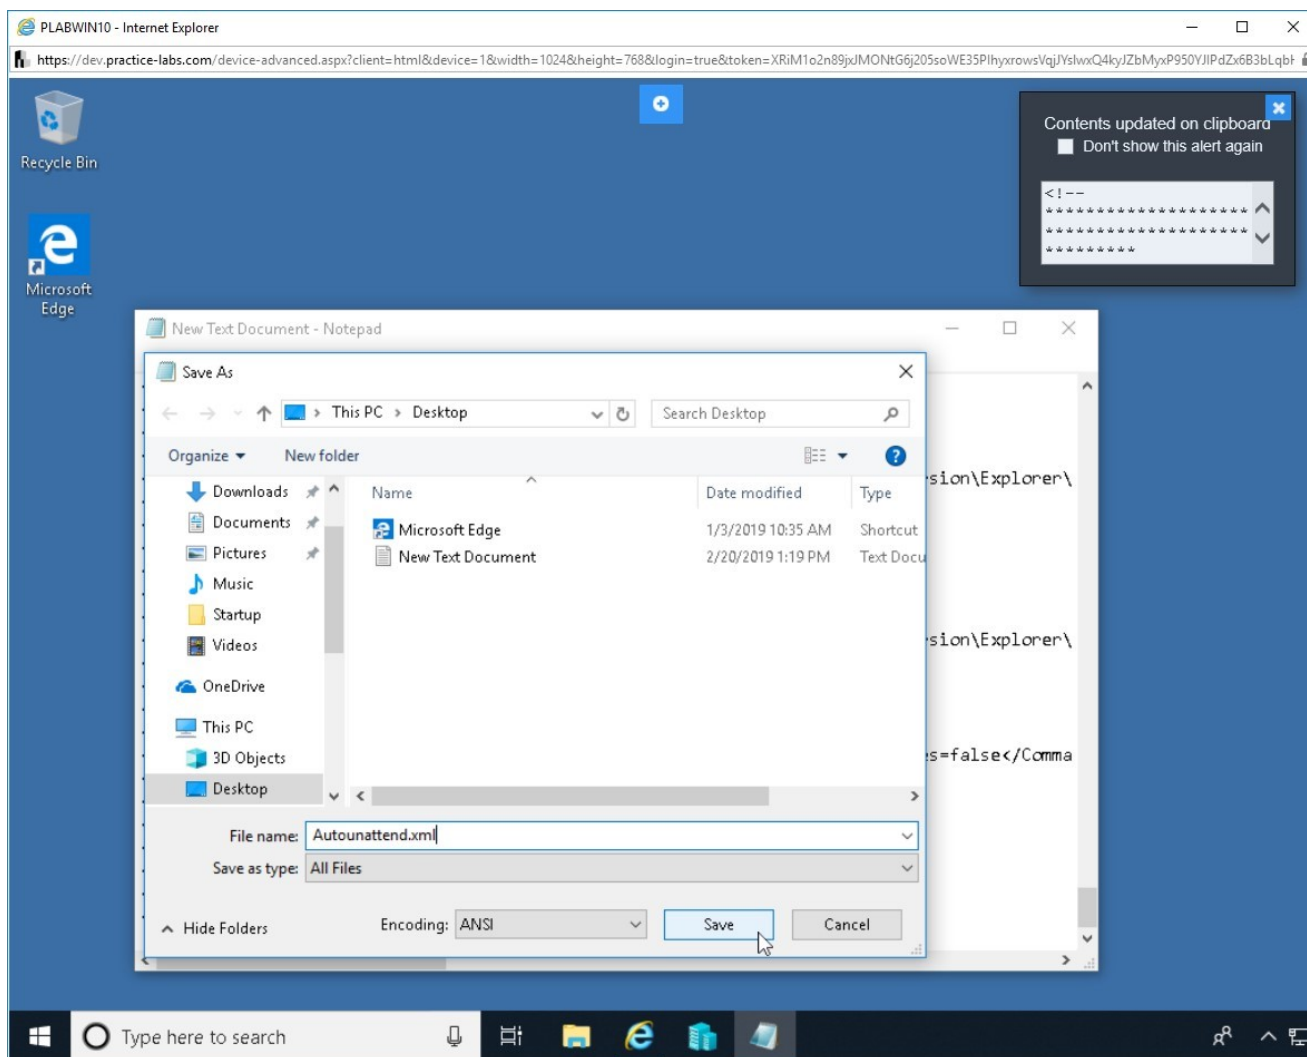 PLABWIN10 - Internet Explorer
https://dev.practice-labs.com/device-advanced.aspx?client=html&device=1&width=1024&height=768&login=true&token=
Recycle Bin
Microsoft
Edge
Contents updated on clipboard
Don't show this alert again
<!--
********************
********************
*********
New Text Document - Notepad
Save As
This PC > Desktop
Search Desktop
Organize
New folder
Name
Date modified
Type
Downloads
Documents
Pictures
Music
Startup
Videos
OneDrive
This PC
3D Objects
Desktop
Microsoft Edge
1/3/2019 10:35 AM
Shortcut
New Text Document
2/20/2019 1:19 PM
Text Docu
sion\Explorer\
sion\Explorer\
s=false</Comma
File name: Autounattend.xml
Save as type: All Files
Hide Folders
Encoding: ANSI
Save
Cancel
Type here to search